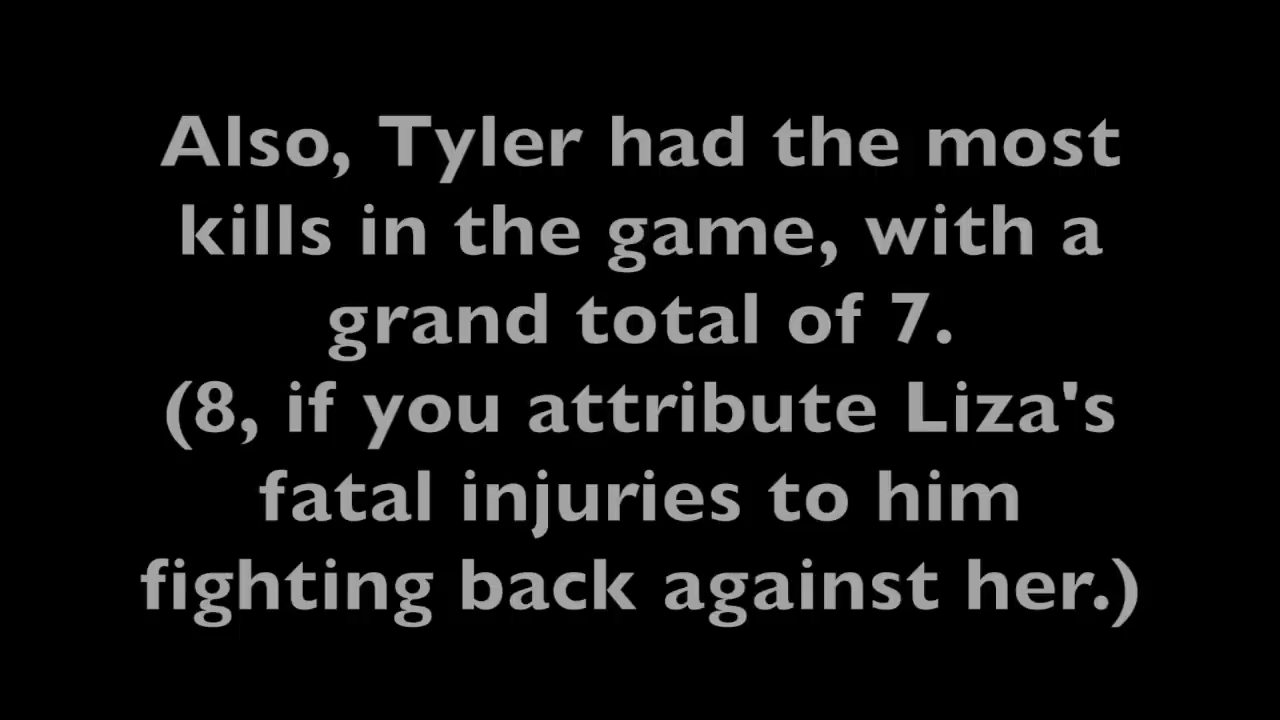 Also, Tyler had the most
kills in the game, with a
grand total of 7.
(8, if you attribute Liza's
fatal injuries to him
fighting back against her.)